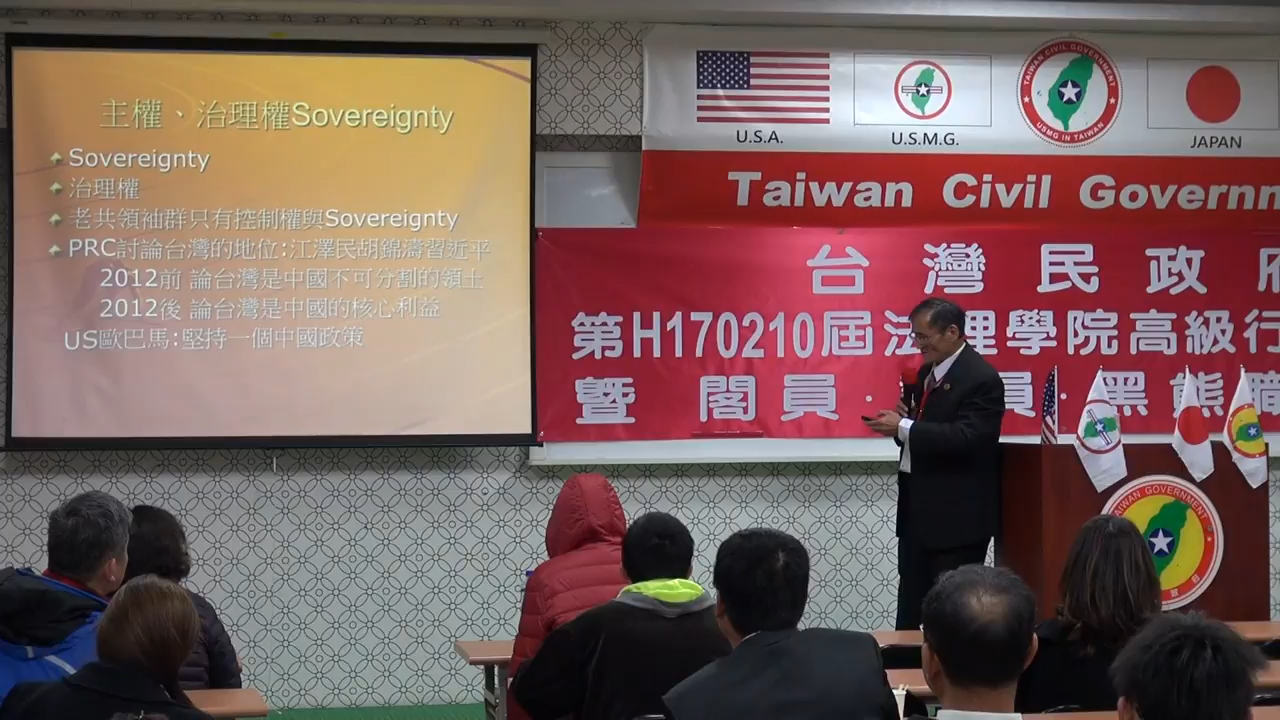 主權、治理權Sovereignty
Sovereignty
治理權
老共領袖群只有控制權與Sovereignty
PRC討論台灣的地位:江澤民胡錦濤習近平
2012前 論台灣是中國不可分割的領土
2012後 論台灣是中國的核心利益
US歐巴馬:堅持一個中國政策
U.S.A.
U.S.M.G.
TAIWAN CIVIL GOVERNMENT
USMG IN TAIWAN
JAPAN
Taiwan Civil Governm
台灣民政府
第H170210屆法理學院高級行
暨 閣員· 員·黑熊職
TAIWAN GOVERNMENT